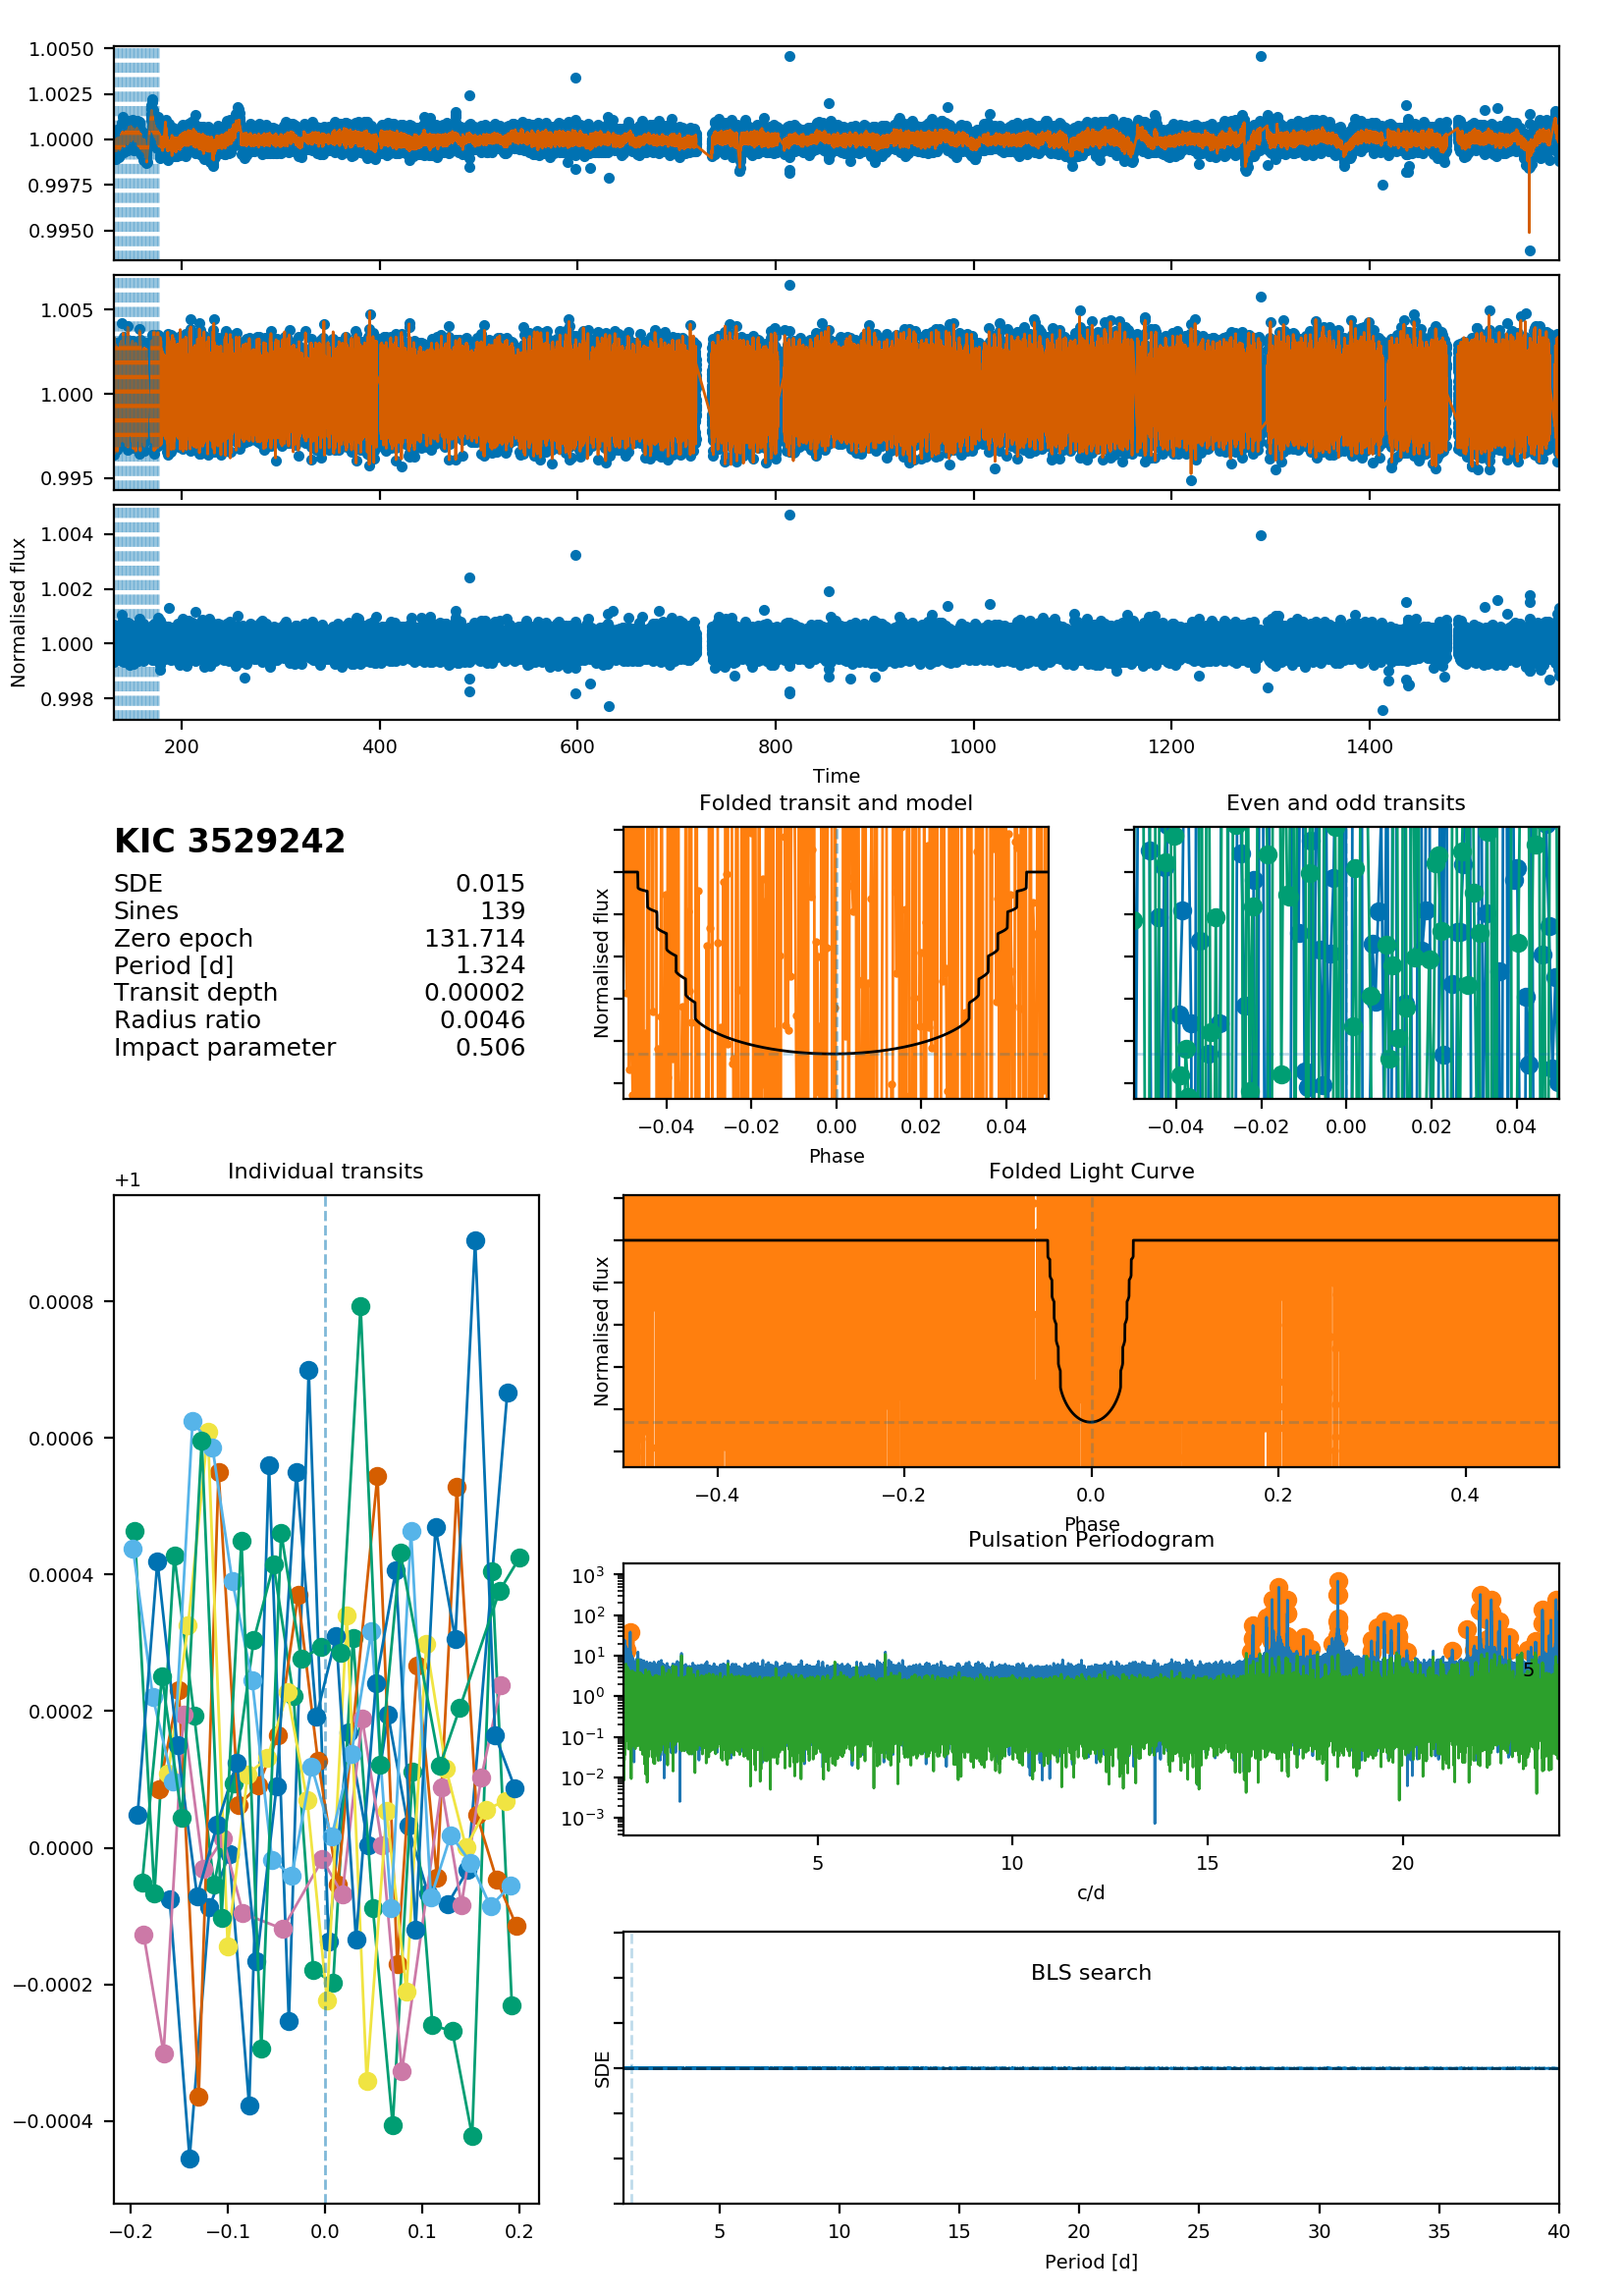 1.0050
1.0025
1.0000
0.9975
0.9950
1.005
1.000
0.995
Normalised flux
1.004
1.002
1.000
0.998
200 400 600 800 1000 1200 1400
Time
KIC 3529242
SDE 0.015
Sines 139
Zero epoch 131.714
Period [d] 1.324
Transit depth 0.00002
Radius ratio 0.0046
Impact parameter 0.506
Folded transit and model
Normalised flux
−0.04 −0.02 0.00 0.02 0.04
Phase
Even and odd transits
−0.04 −0.02 0.00 0.02 0.04
Individual transits
+1
0.0008
0.0006
0.0004
0.0002
0.0000
−0.0002
−0.0004
−0.2 −0.1 0.0 0.1 0.2
Folded Light Curve
Normalised flux
−0.4 −0.2 0.0 0.2 0.4
Phase
Pulsation Periodogram
10³
10²
10¹
10⁰
10⁻¹
10⁻²
10⁻³
5
5 10 15 20
c/d
BLS search
SDE
5 10 15 20 25 30 35 40
Period [d]